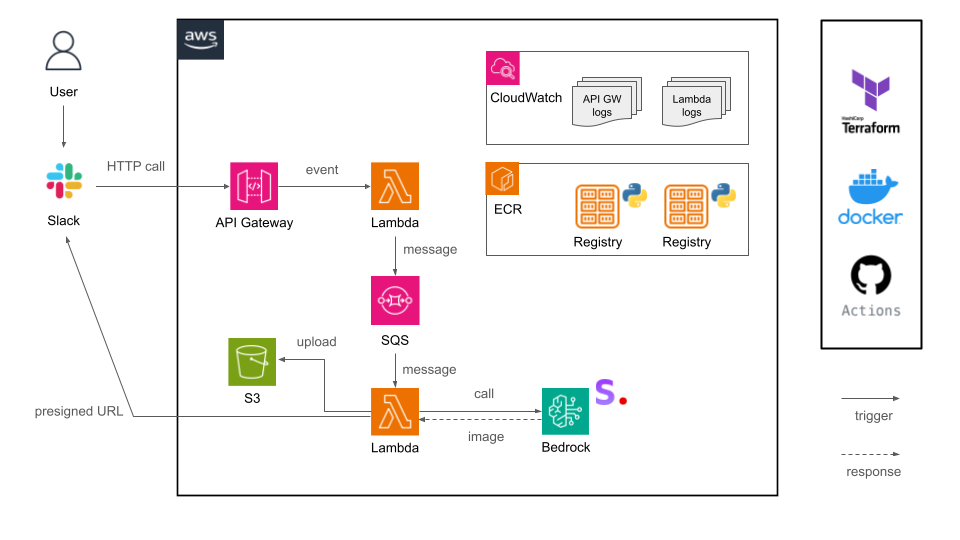 aws
User
CloudWatch
API GW
logs
Lambda
logs
HashiCorp
Terraform
HTTP call
event
Slack
API Gateway
Lambda
ECR
Registry
Registry
docker
message
Actions
SQS
upload
message
S3
call
S.
presigned URL
trigger
image
Lambda
Bedrock
response